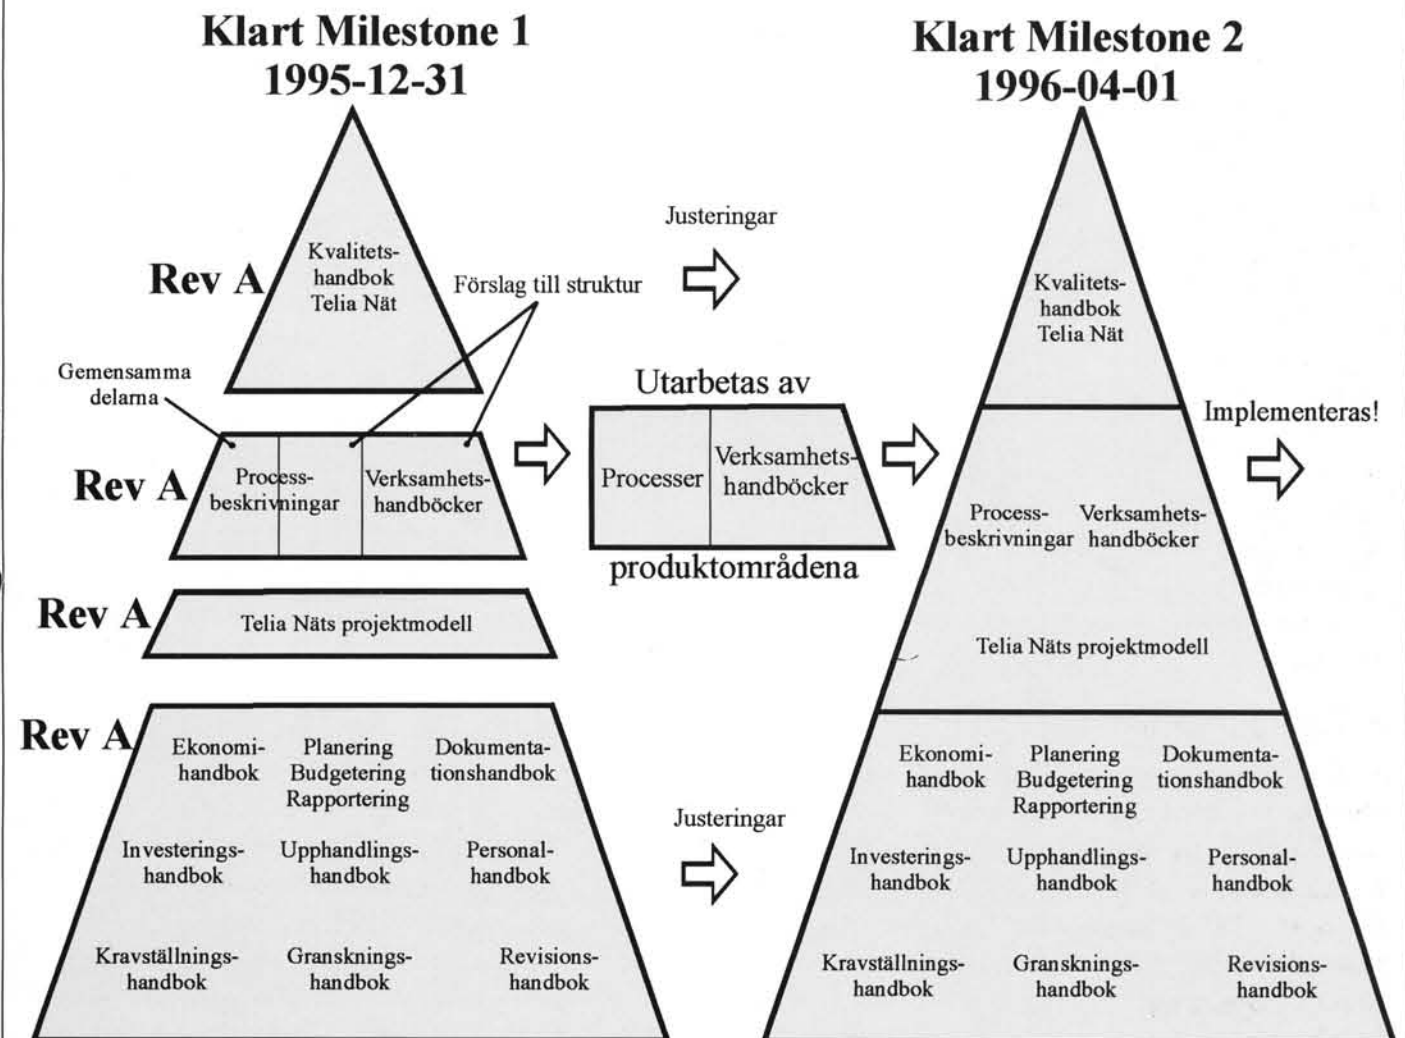 Klart Milestone 1
1995-12-31
Rev A
Kvalitets-
handbok
Telia Nät
Förslag till struktur
Gemensamma
delarna
Rev A
Process-
beskrivningar
Verksamhets-
handböcker
Rev A
Telia Näts projektmodell
Rev A
Ekonomi-
handbok
Planering
Budgetering
Rapportering
Dokumenta-
tionshandbok
Investerings-
handbok
Upphandlings-
handbok
Personal-
handbok
Kravställnings-
handbok
Gransknings-
handbok
Revisions-
handbok
Justeringar
Utarbetas av
Processer
Verksamhets-
handböcker
produktområdena
Justeringar
Klart Milestone 2
1996-04-01
Kvalitets-
handbok
Telia Nät
Implementeras!
Process-
beskrivningar
Verksamhets-
handböcker
Telia Näts projektmodell
Ekonomi-
handbok
Planering
Budgetering
Rapportering
Dokumenta-
tionshandbok
Investerings-
handbok
Upphandlings-
handbok
Personal-
handbok
Kravställnings-
handbok
Gransknings-
handbok
Revisions-
handbok